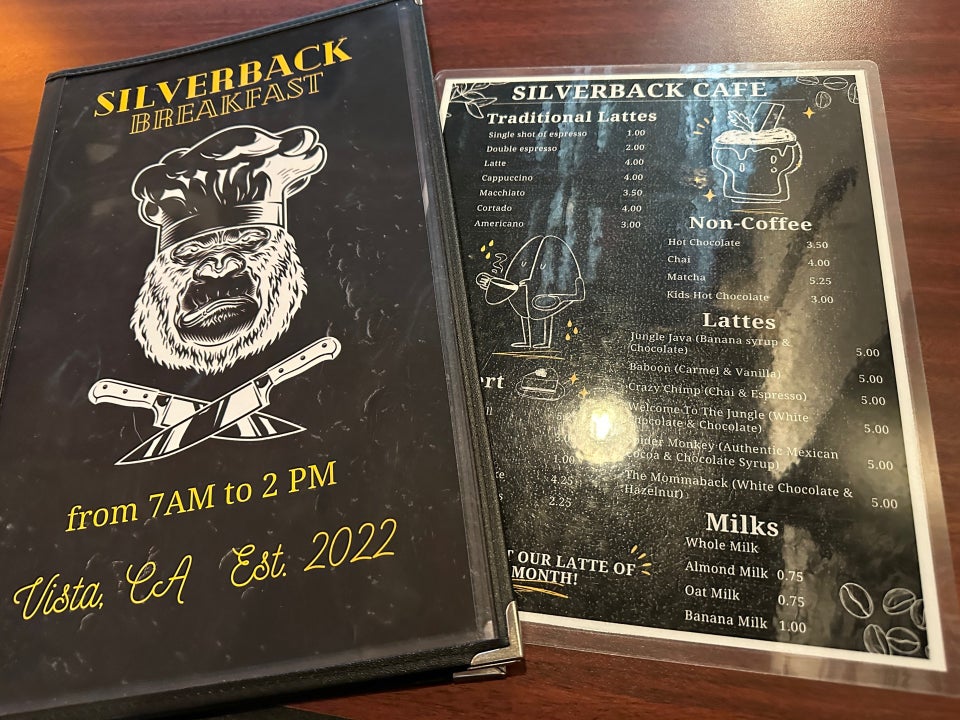 SILVERBACK
BREAKFAST
from 7AM to 2 PM
Vista, CA Est. 2022
SILVERBACK CAFE
Traditional Lattes
Single shot of espresso 1.00
Double espresso 2.00
Latte 4.00
Cappuccino 4.00
Macchiato 3.50
Cortado 4.00
Americano 3:00
Non-Coffee
Hot Chocolate 3.50
Chai 4.00
Matcha 5.25
Kids Hot Chocolate 3.00
Lattes
Jungle Java (Banana syrup &
Chocolate) 5.00
Baboon (Carmel & Vanilla) 5.00
Crazy Chimp (Chai & Espresso) 5.00
Welcome To The Jungle (White
Chocolate & Chocolate) 5.00
Spider Monkey (Authentic Mexican
Cocoa & Chocolate Syrup) 5.00
The Mommaback (White Chocolate &
Hazelnut) 5.00
1.00
4.25
2.25
OUR LATTE OF
MONTH!
Milks
Whole Milk
Almond Milk 0.75
Oat Milk 0.75
Banana Milk 1.00